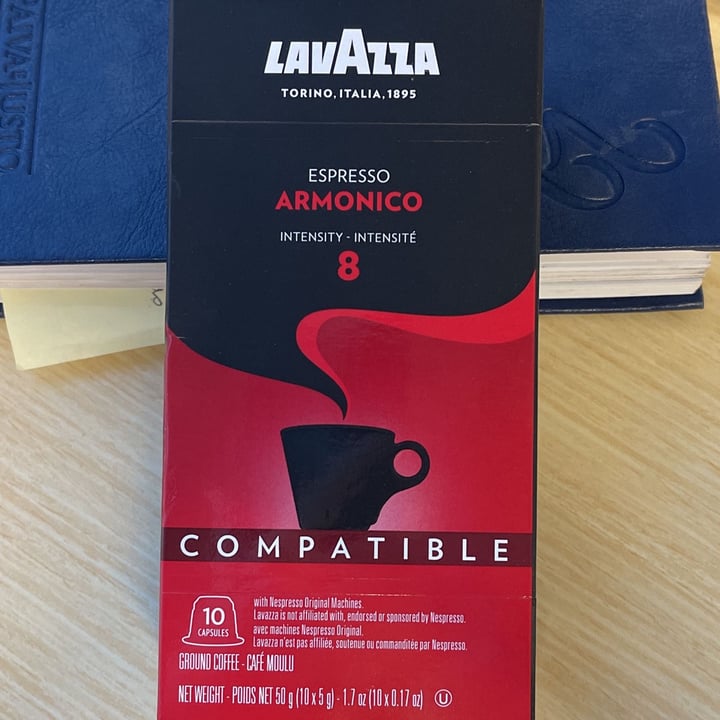 LAVAZZA
TORINO, ITALIA, 1895
ESPRESSO
ARMONICO
INTENSITY - INTENSITÉ
8
COMPATIBLE
10
CAPSULES
with Nespresso Original Machines.
Lavazza is not affiliated with, endorsed or sponsored by Nespresso.
avec machines Nespresso Original.
Lavazza n'est pas affiliée, soutenue ou commanditée par Nespresso.
GROUND COFFEE - CAFÉ MOULU
NET WEIGHT - POIDS NET 50 g (10 x 5 g) - 1.7 oz (10 x 0.17 oz) U